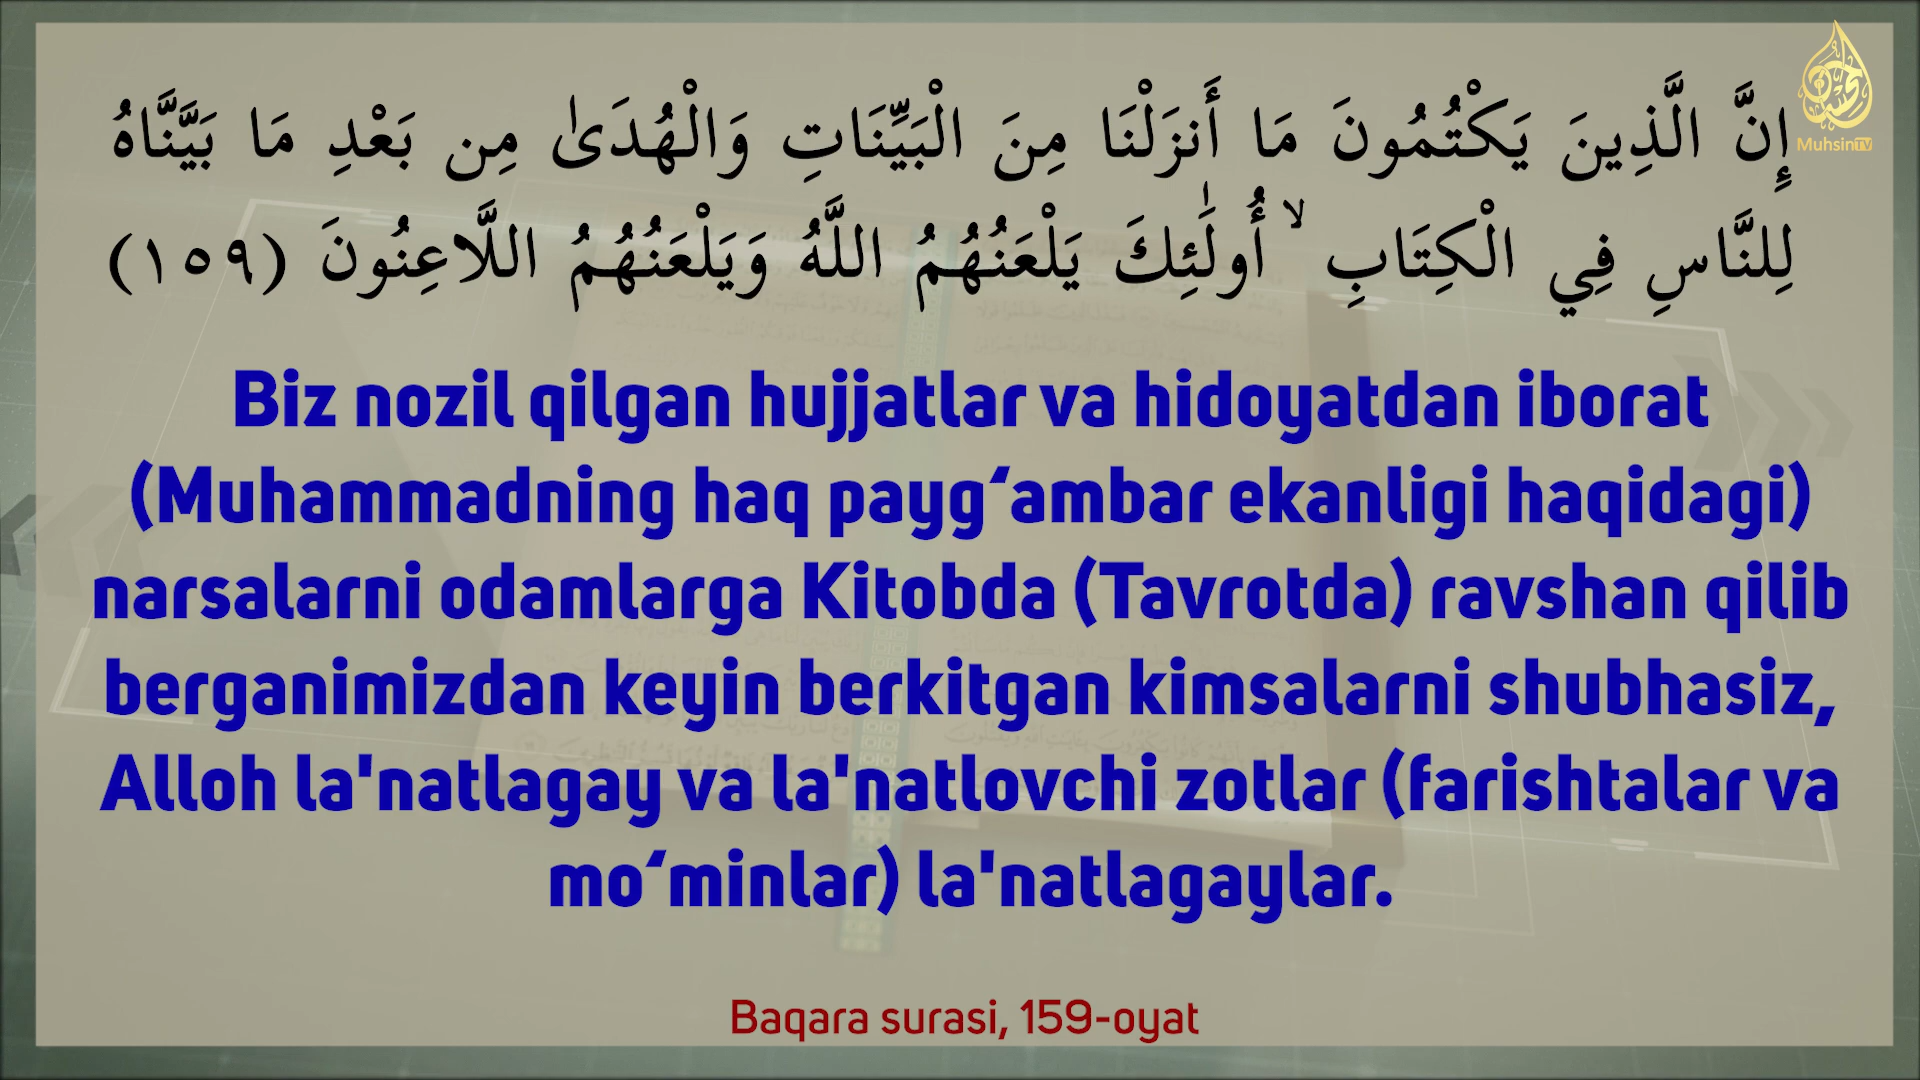 إِنَّ الَّذِينَ يَكْتُمُونَ مَا أَنزَلْنَا مِنَ الْبَيِّنَاتِ وَالْهُدَىٰ مِن بَعْدِ مَا بَيَّنَّاهُ
لِلنَّاسِ فِي الْكِتَابِ ۙ أُولَٰئِكَ يَلْعَنُهُمُ اللَّهُ وَيَلْعَنُهُمُ اللَّاعِنُونَ (١٥٩)
MuhsinTV
Biz nozil qilgan hujjatlar va hidoyatdan iborat
(Muhammadning haq payg‘ambar ekanligi haqidagi)
narsalarni odamlarga Kitobda (Tavrotda) ravshan qilib
berganimizdan keyin berkitgan kimsalarni shubhasiz,
Alloh la'natlagay va la'natlovchi zotlar (farishtalar va
mo‘minlar) la'natlagaylar.
Baqara surasi, 159-oyat